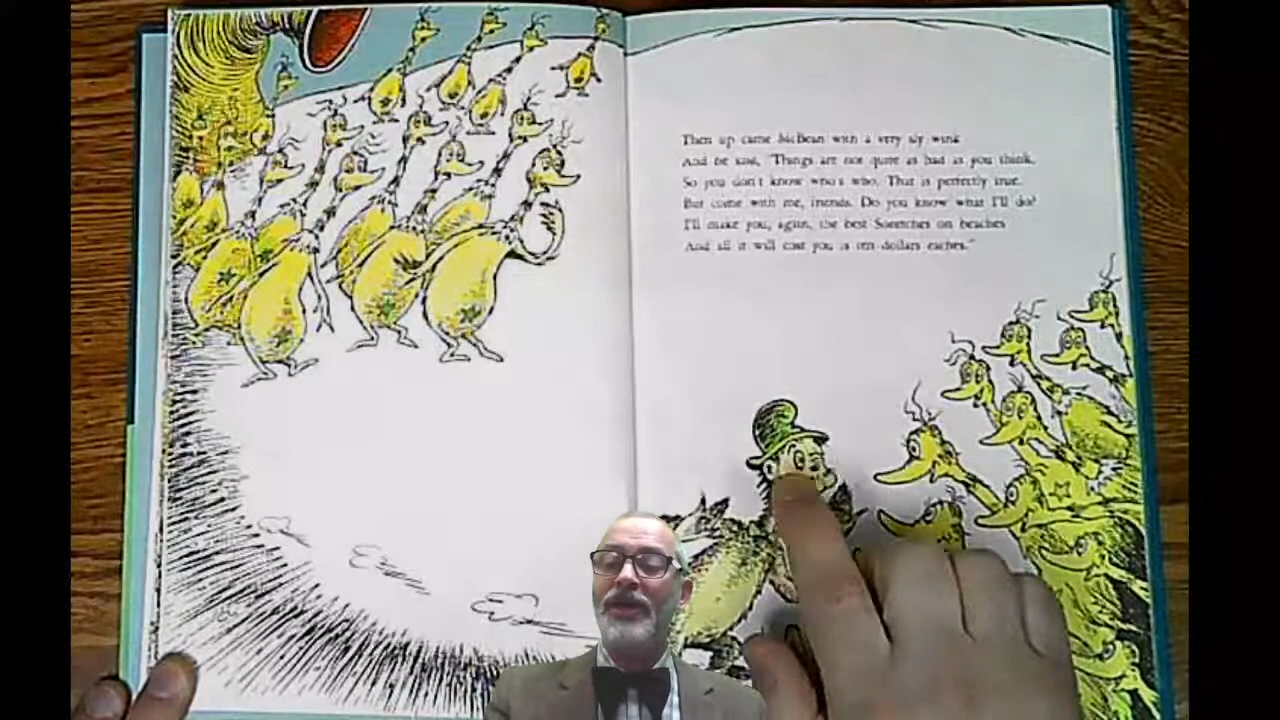 Then up came McBean with a very sly wink
And he said, "Things are not quite as bad as you think.
So you don't know who's who. That is perfectly true.
But come with me, friends. Do you know what I'll do?
I'll make you, again, the best Sneetches on beaches
And all it will cost you is ten dollars eaches."